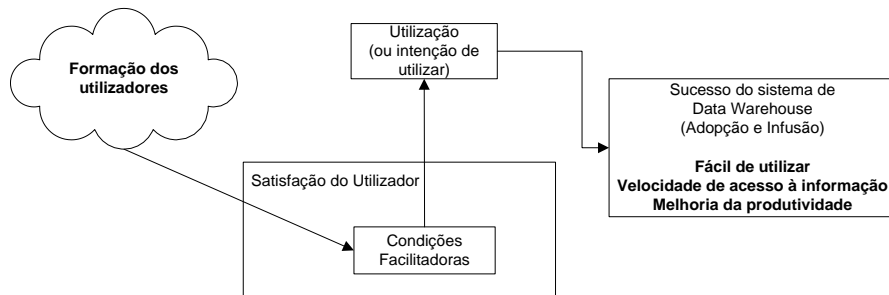 Formação dos
utilizadores
Utilização
(ou intenção de
utilizar)
Sucesso do sistema de
Data Warehouse
(Adopção e Infusão)
Fácil de utilizar
Velocidade de acesso à informação
Melhoria da produtividade
Satisfação do Utilizador
Condições
Facilitadoras